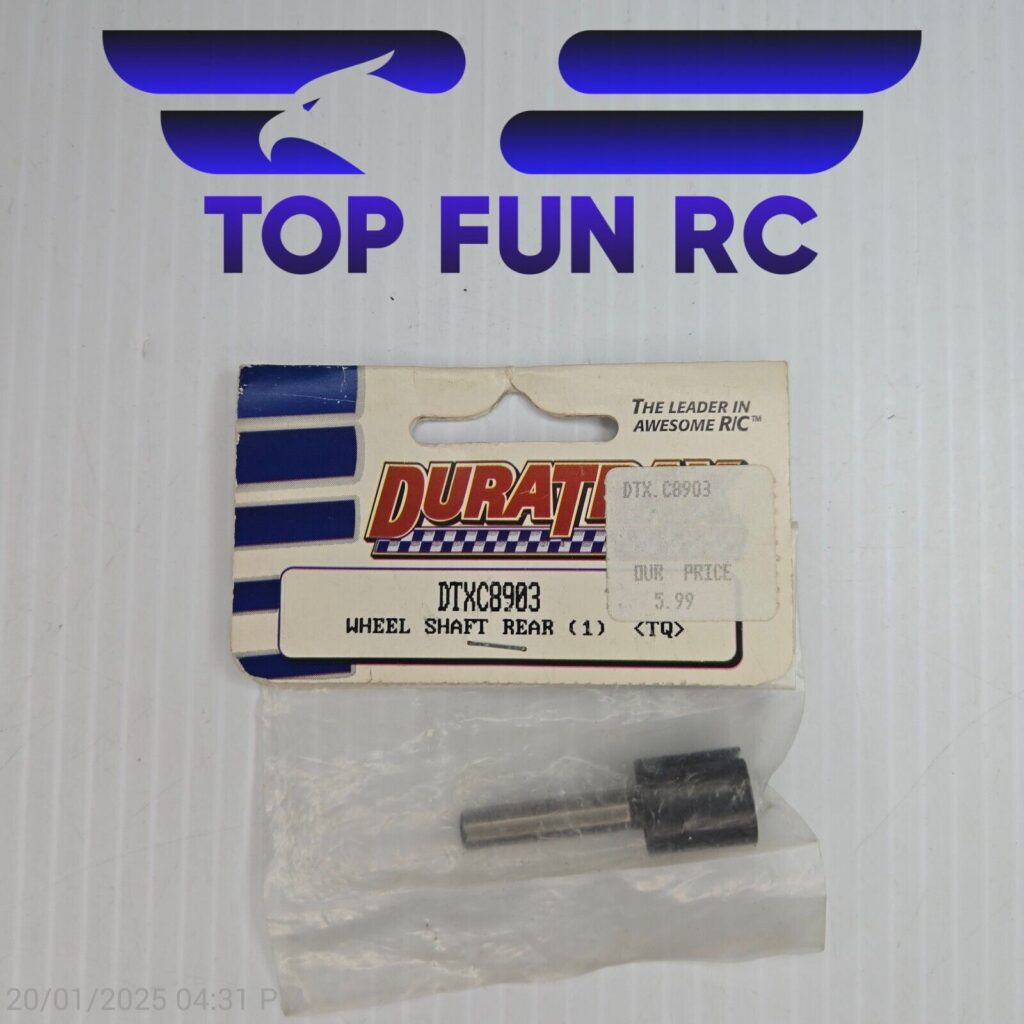 TOP FUN RC
THE LEADER IN
AWESOME R/C™
DTX.C8903
OUR PRICE
5.99
DTXC8903
WHEEL SHAFT REAR (1) <TQ>
20/01/2025 04:31 P